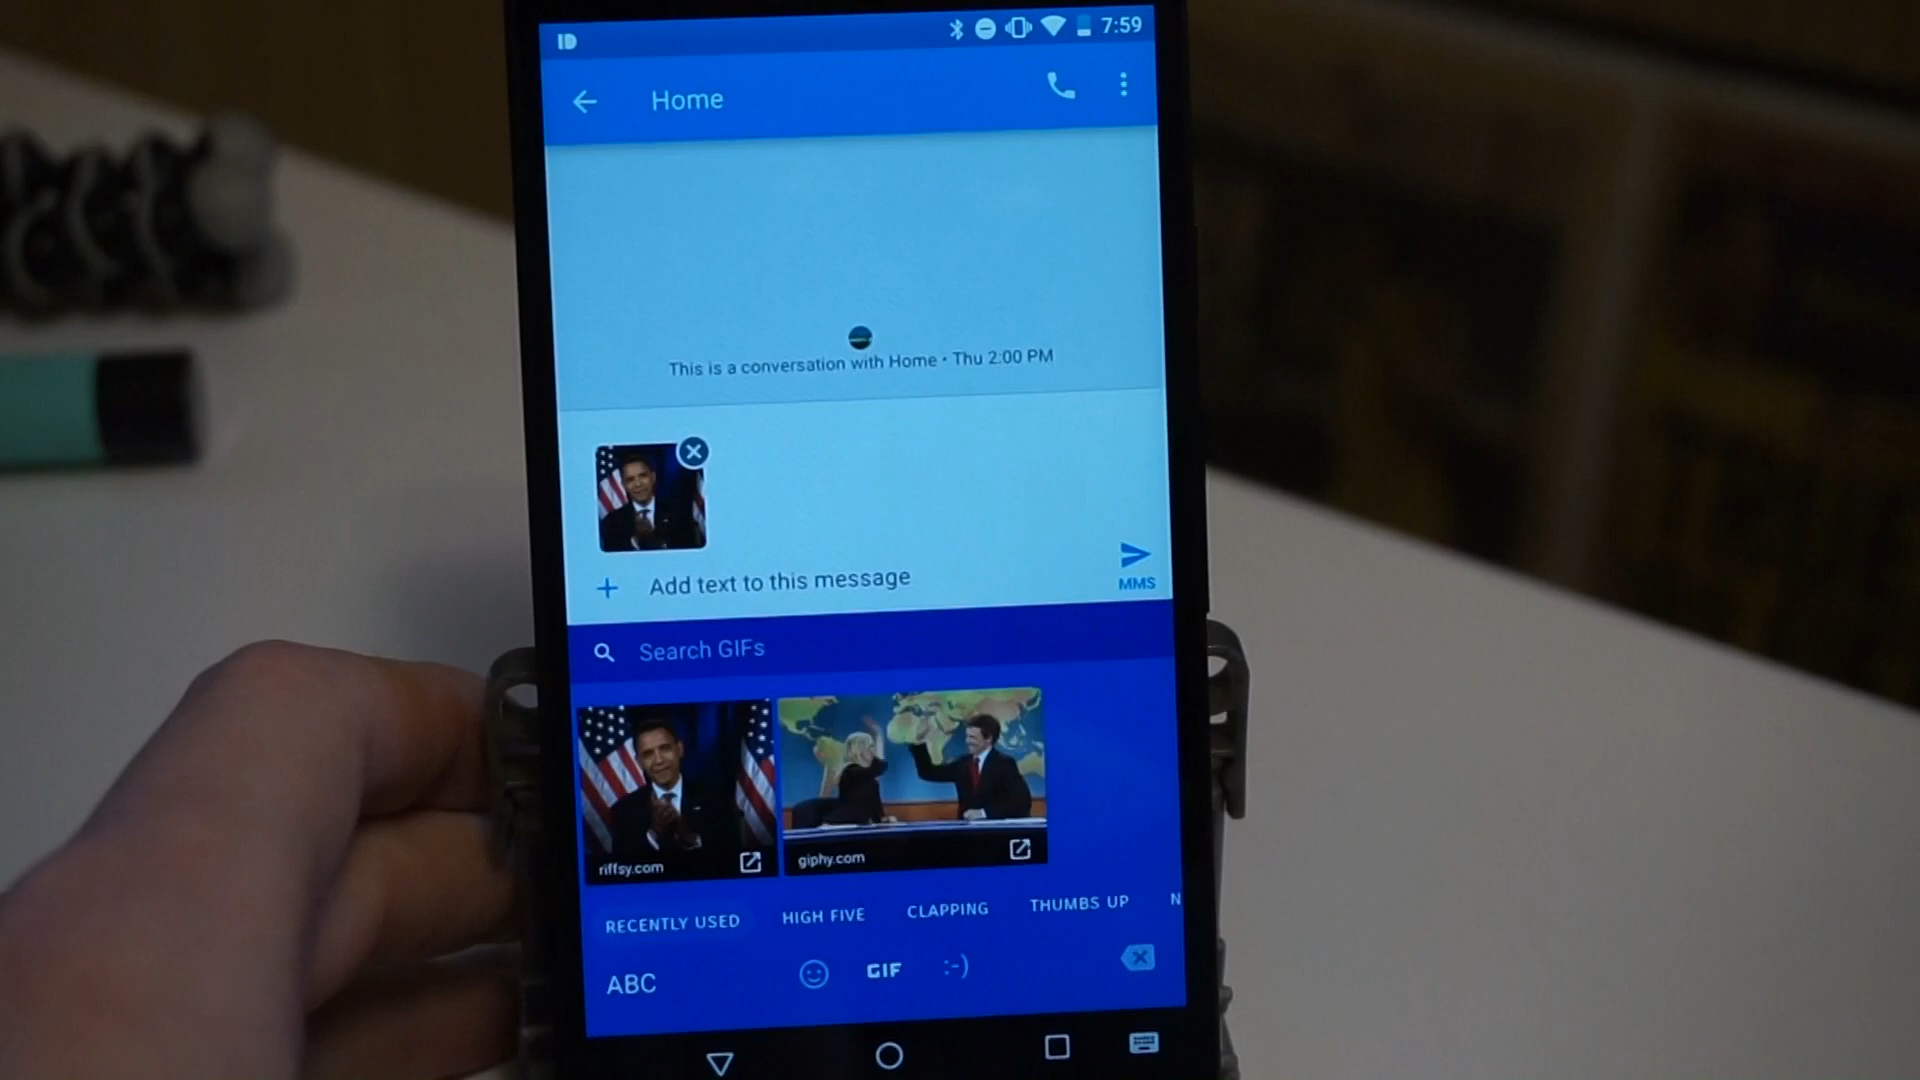 7:59
Home
This is a conversation with Home • Thu 2:00 PM
Add text to this message
MMS
Search GIFs
riffsy.com
giphy.com
RECENTLY USED HIGH FIVE CLAPPING THUMBS UP N
ABC GIF :-)